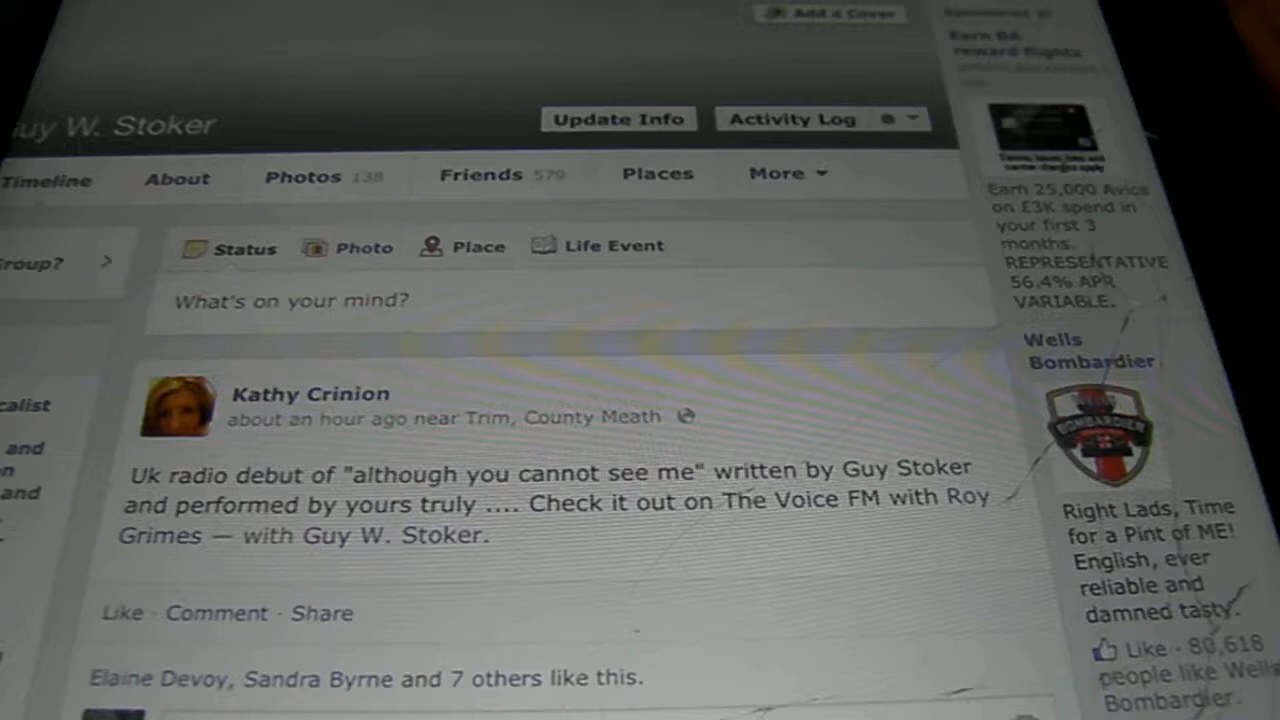 Add a Cover
Guy W. Stoker
Update Info
Activity Log
Timeline
About
Photos 138
Friends 579
Places
More
Group?
Status
Photo
Place
Life Event
What's on your mind?
calist
and
n
and
Kathy Crinion
about an hour ago near Trim, County Meath
Uk radio debut of "although you cannot see me" written by Guy Stoker
and performed by yours truly .... Check it out on The Voice FM with Roy
Grimes — with Guy W. Stoker.
Like · Comment · Share
Elaine Devoy, Sandra Byrne and 7 others like this.
Sponsored
Earn BA
reward flights
Earn 25,000 Avios
on £3K spend in
your first 3
months.
REPRESENTATIVE
56.4% APR
VARIABLE.
Wells
Bombardier
BOMBARDIER
Right Lads, Time
for a Pint of ME!
English, ever
reliable and
damned tasty.
Like · 80,618
people like Wells
Bombardier.